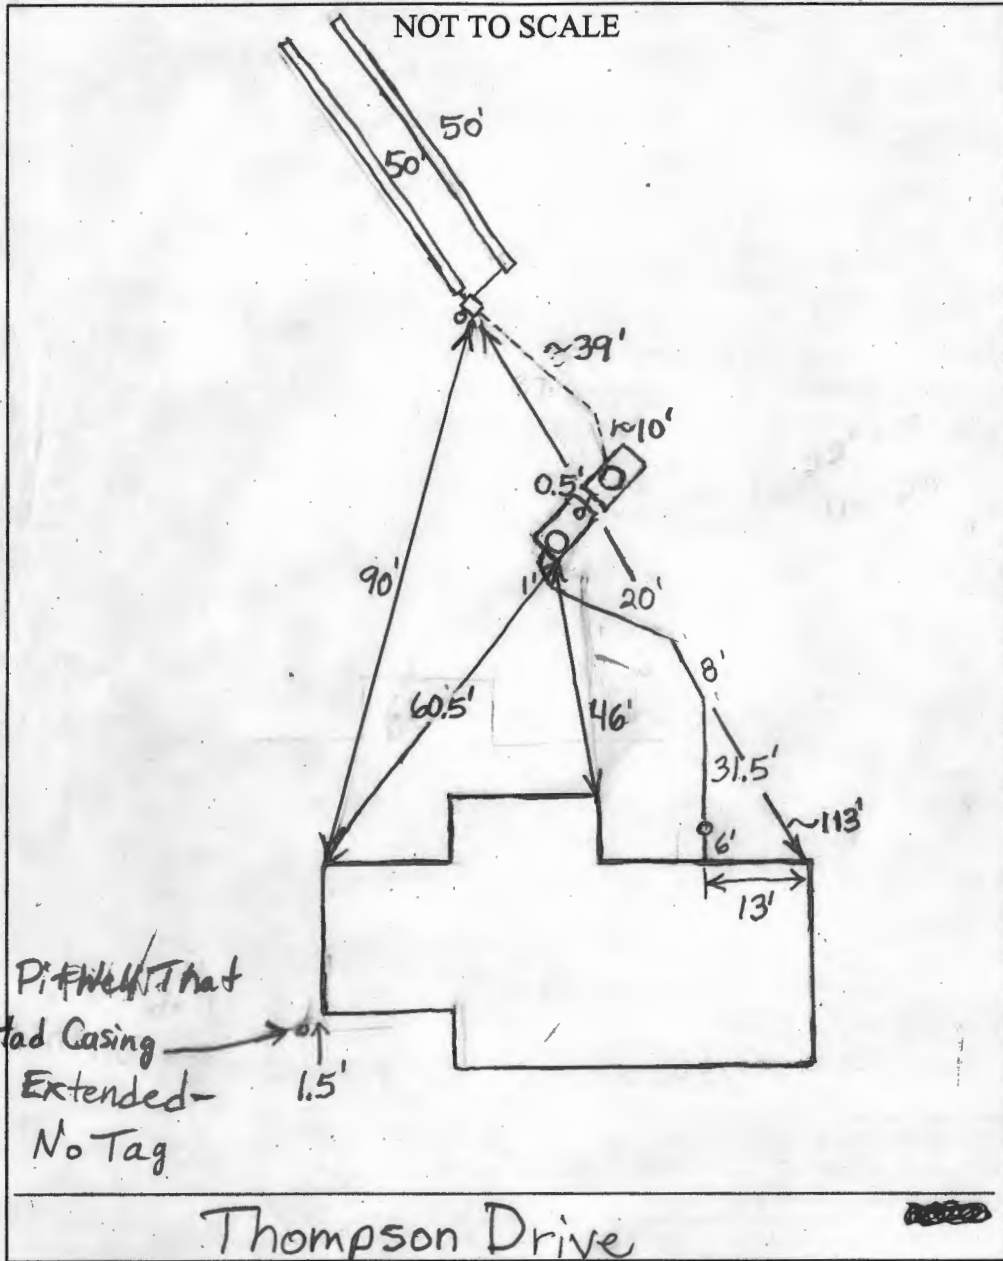 NOT TO SCALE
50'
50'
~39'
~10'
0.5'
90'
1'
20'
8'
60.5'
46'
31.5'
~113'
6'
13'
Pit Well That
Had Casing
Extended-
No Tag
1.5'
Thompson Drive